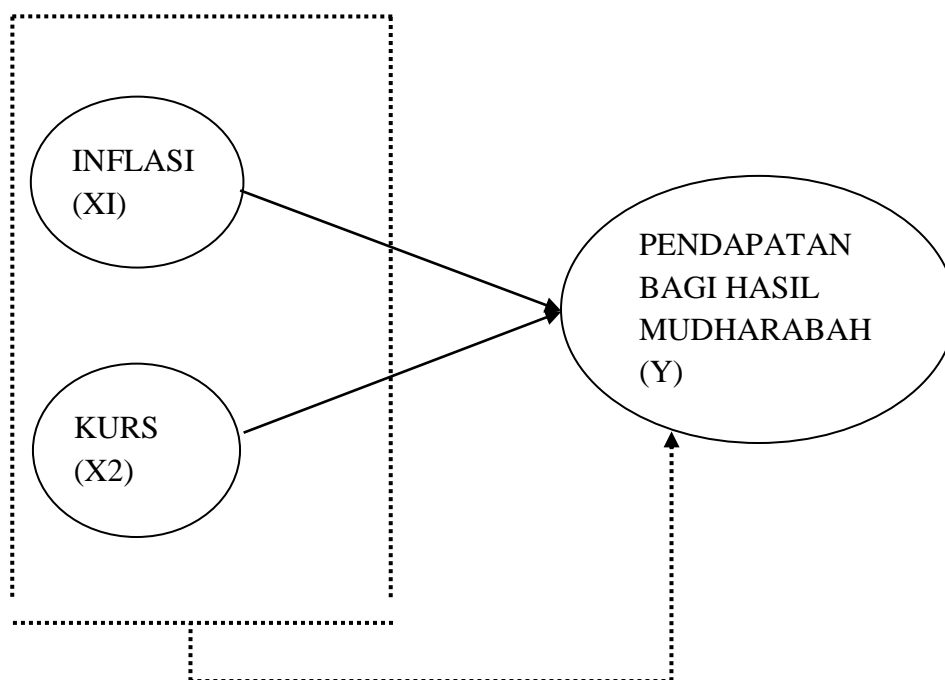 INFLASI
(XI)
PENDAPATAN
BAGI HASIL
MUDHARABAH
(Y)
KURS
(X2)